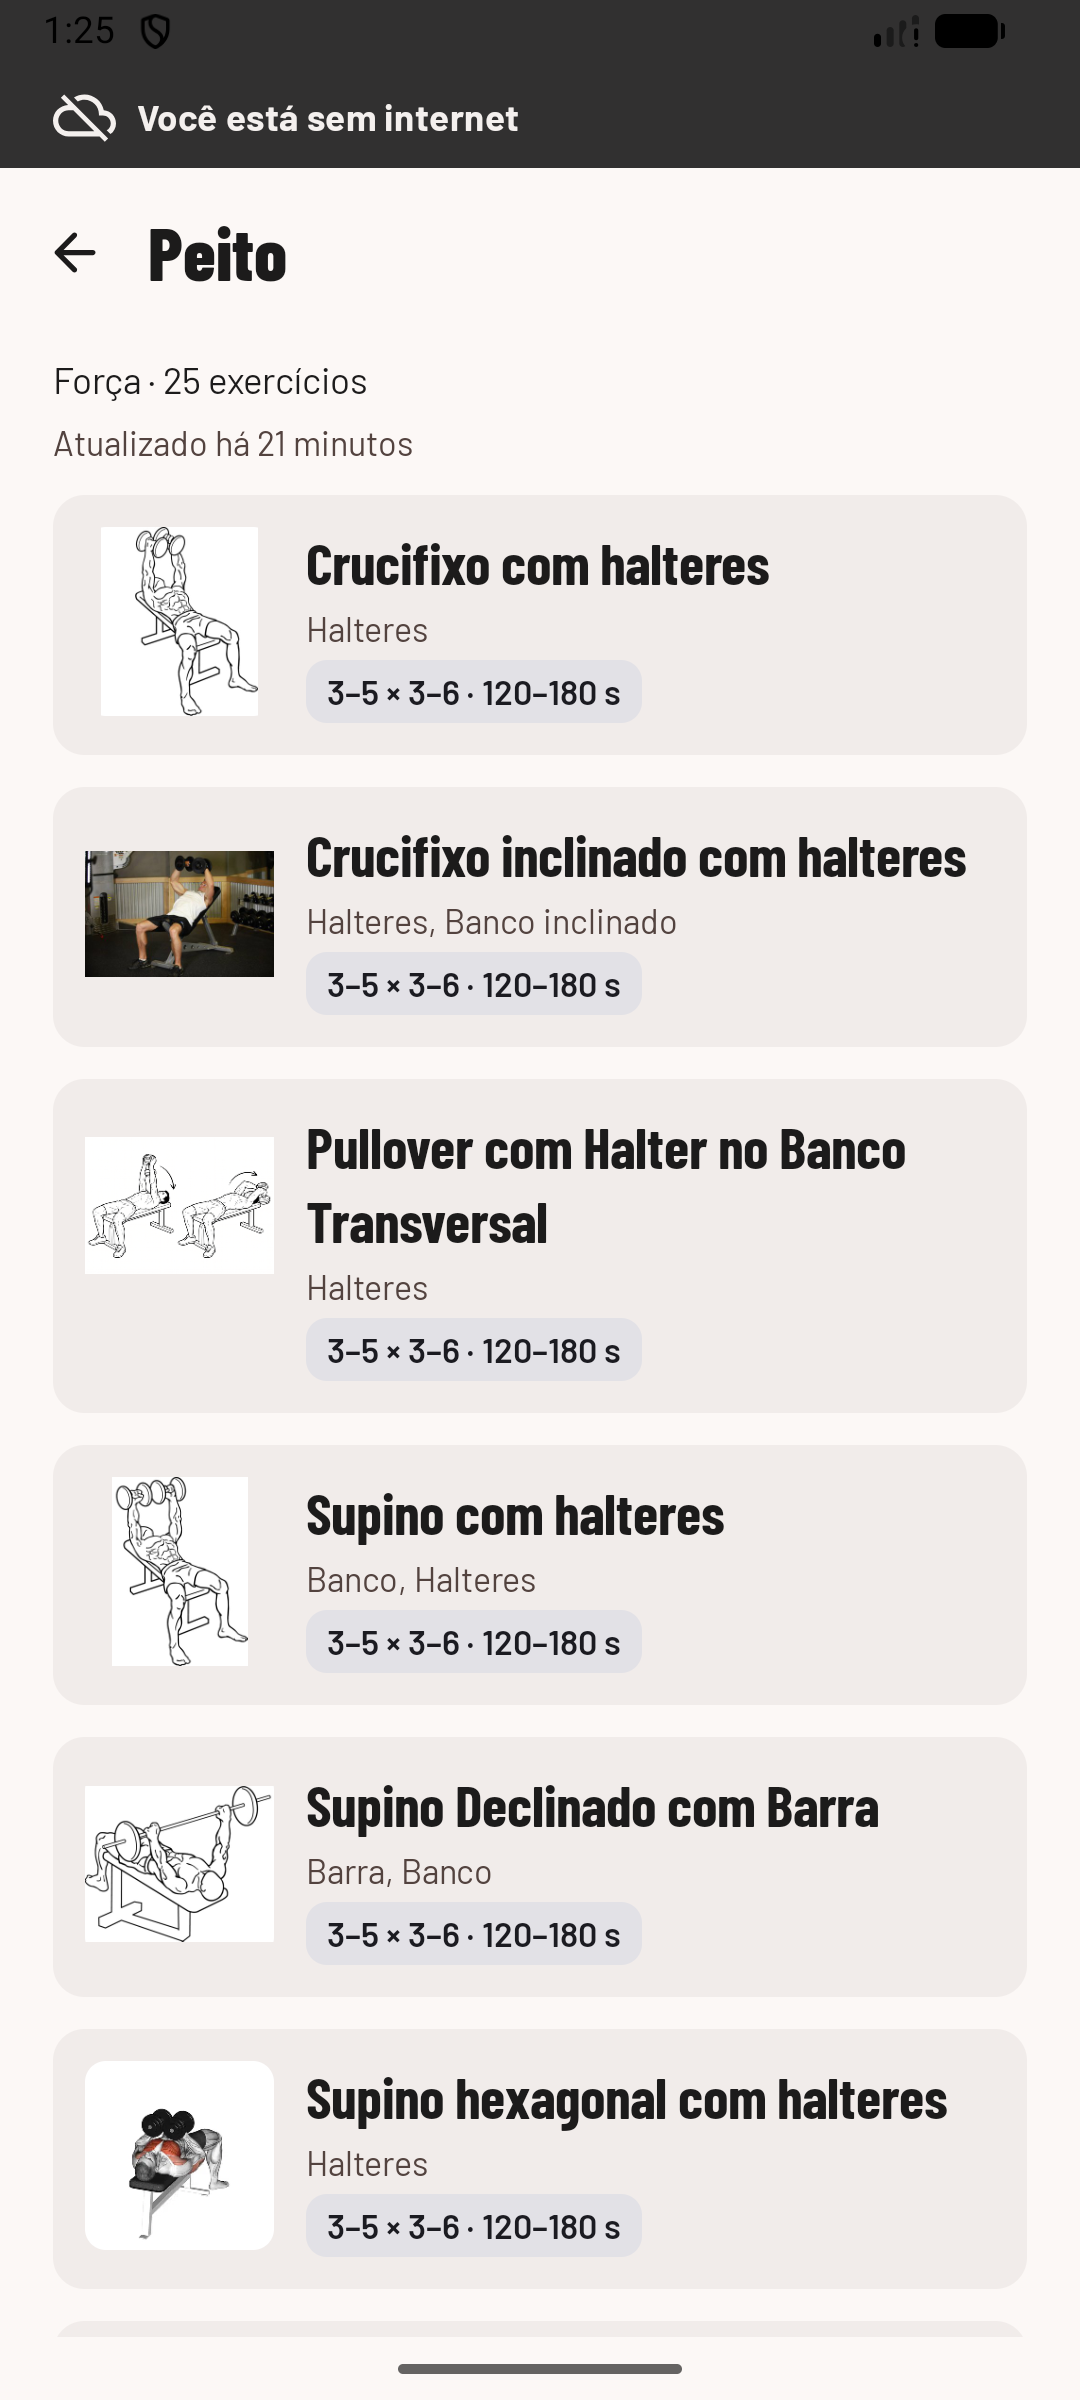 1:25
Você está sem internet
Peito
Força · 25 exercícios
Atualizado há 21 minutos
Crucifixo com halteres
Halteres
3–5 × 3–6 · 120–180 s
Crucifixo inclinado com halteres
Halteres, Banco inclinado
3–5 × 3–6 · 120–180 s
Pullover com Halter no Banco
Transversal
Halteres
3–5 × 3–6 · 120–180 s
Supino com halteres
Banco, Halteres
3–5 × 3–6 · 120–180 s
Supino Declinado com Barra
Barra, Banco
3–5 × 3–6 · 120–180 s
Supino hexagonal com halteres
Halteres
3–5 × 3–6 · 120–180 s